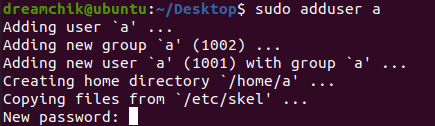 dreamchik@ubuntu:~/Desktop$ sudo adduser a
Adding user `a' ...
Adding new group `a' (1002) ...
Adding new user `a' (1001) with group `a' ...
Creating home directory `/home/a' ...
Copying files from `/etc/skel' ...
New password: